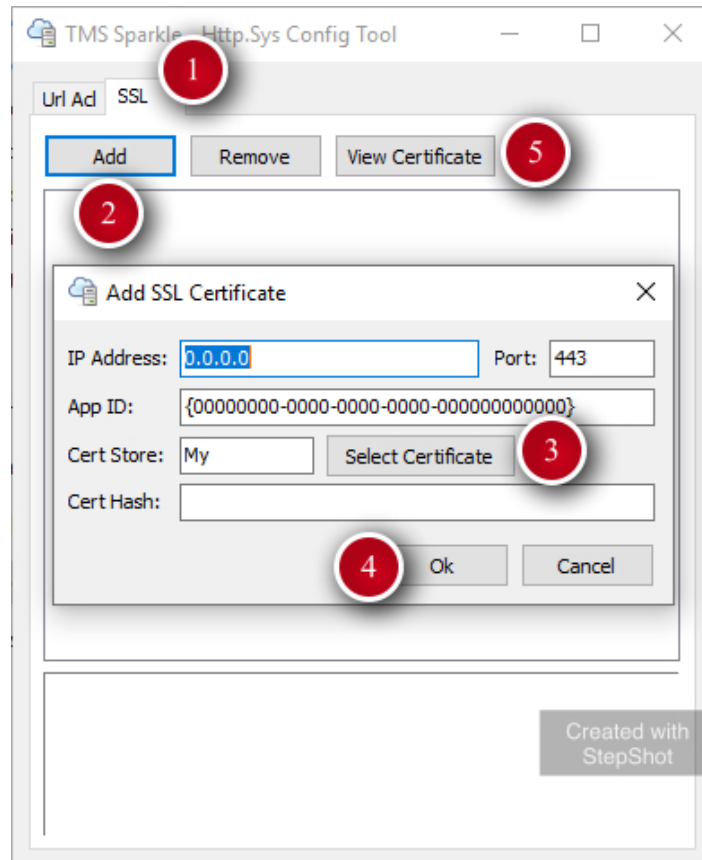 TMS Sparkle - Http.Sys Config Tool
1
Url Acl SSL
Add Remove View Certificate 5
2
Add SSL Certificate
IP Address: 0.0.0.0 Port: 443
App ID: {00000000-0000-0000-0000-000000000000}
Cert Store: My Select Certificate 3
Cert Hash:
4 Ok Cancel
Created with
StepShot